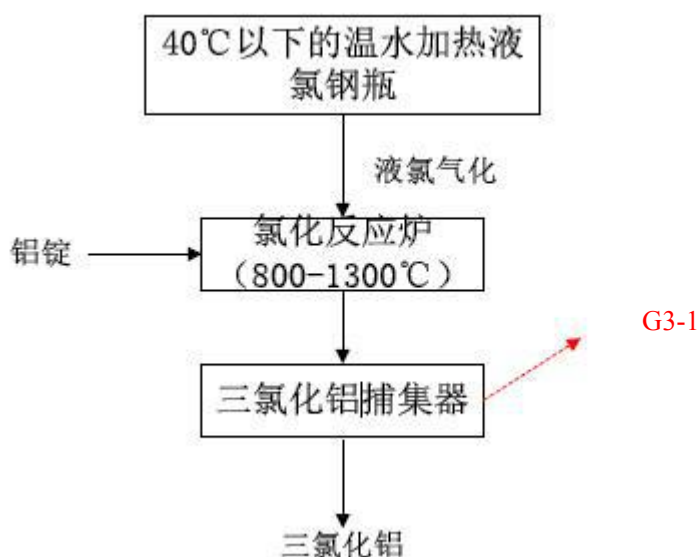 40℃以下的温水加热液
氯钢瓶
液氯气化
铝锭
氯化反应炉
（800-1300℃）
G3-1
三氯化铝捕集器
三氯化铝